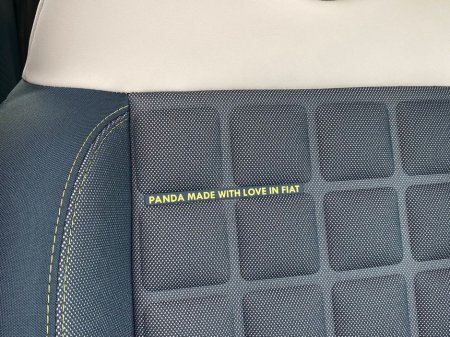 PANDA MADE WITH LOVE IN FIAT